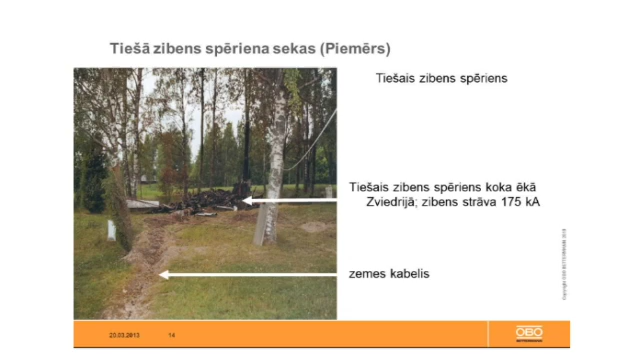 Tiešā zibens spēriena sekas (Piemērs)
Tiešais zibens spēriens
Tiešais zibens spēriens koka ēkā
Zviedrijā; zibens strāva 175 kA
zemes kabelis
20.03.2013 14
OBO